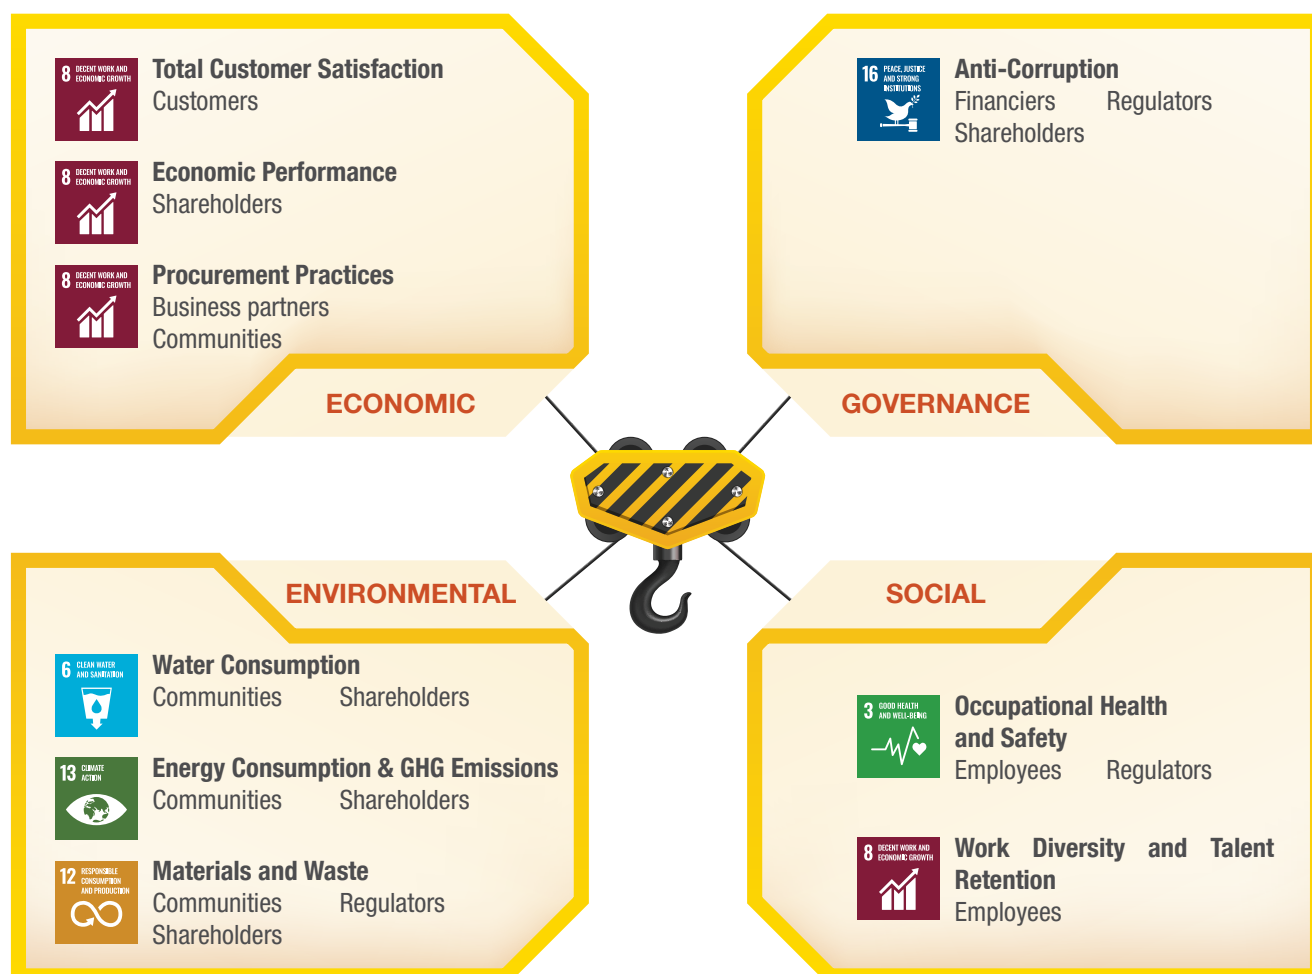 8 DECENT WORK AND
ECONOMIC GROWTH
Total Customer Satisfaction
Customers
8 DECENT WORK AND
ECONOMIC GROWTH
Economic Performance
Shareholders
8 DECENT WORK AND
ECONOMIC GROWTH
Procurement Practices
Business partners
Communities
ECONOMIC
16 PEACE, JUSTICE
AND STRONG
INSTITUTIONS
Anti-Corruption
Financiers Regulators
Shareholders
GOVERNANCE
ENVIRONMENTAL
6 CLEAN WATER
AND SANITATION
Water Consumption
Communities Shareholders
13 CLIMATE
ACTION
Energy Consumption & GHG Emissions
Communities Shareholders
12 RESPONSIBLE
CONSUMPTION
AND PRODUCTION
Materials and Waste
Communities Regulators
Shareholders
SOCIAL
3 GOOD HEALTH
AND WELL-BEING
Occupational Health
and Safety
Employees Regulators
8 DECENT WORK AND
ECONOMIC GROWTH
Work Diversity and Talent
Retention
Employees